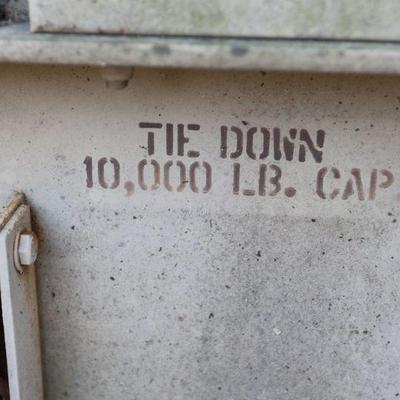 TIE DOWN
10,000 LB. CAP.